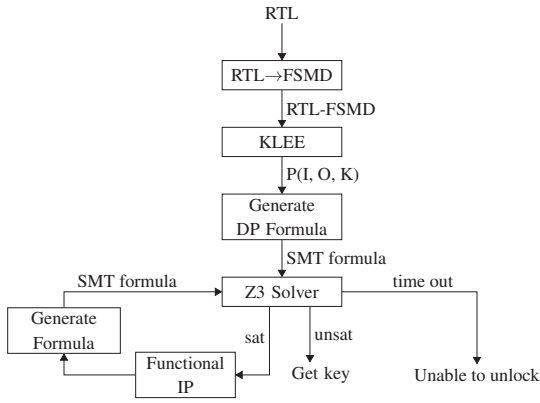 RTL
RTL→FSMD
RTL-FSMD
KLEE
P(I, O, K)
Generate
DP Formula
SMT formula
SMT formula
Z3 Solver
time out
Generate
Formula
sat
unsat
Functional
IP
Get key
Unable to unlock